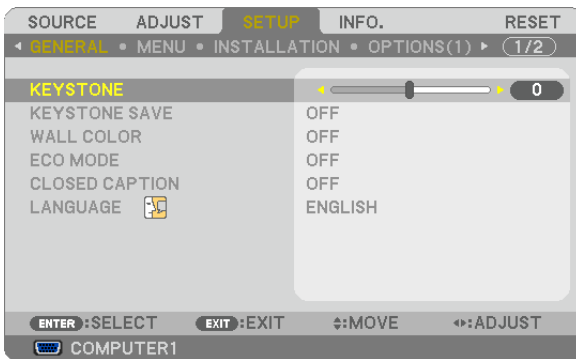 SOURCE ADJUST SETUP INFO. RESET
GENERAL • MENU • INSTALLATION • OPTIONS(1) 1/2
KEYSTONE 0
KEYSTONE SAVE OFF
WALL COLOR OFF
ECO MODE OFF
CLOSED CAPTION OFF
LANGUAGE ENGLISH
ENTER :SELECT EXIT :EXIT :MOVE :ADJUST
COMPUTER1